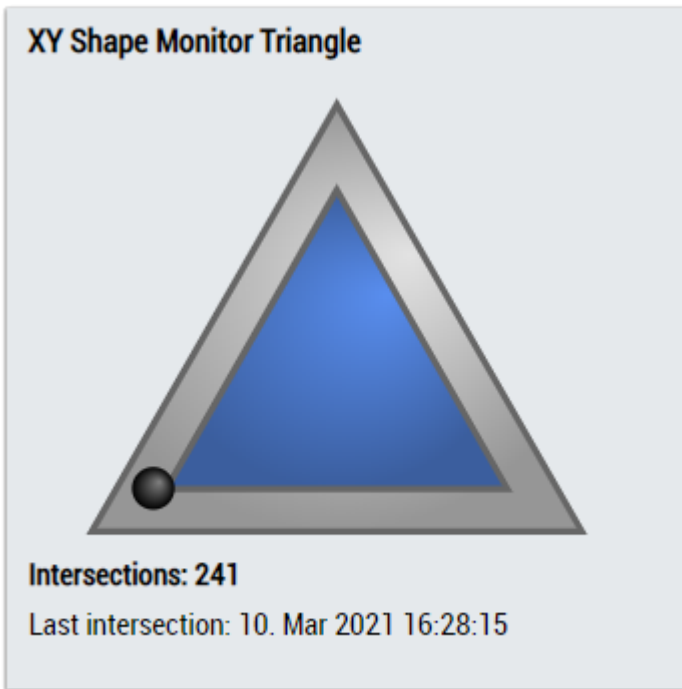 XY Shape Monitor Triangle
Intersections: 241
Last intersection: 10. Mar 2021 16:28:15